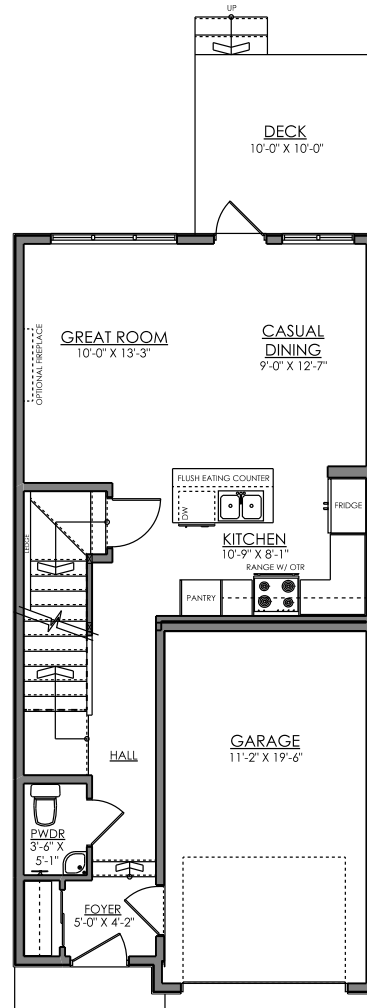 UP
DECK
10'-0" X 10'-0"
GREAT ROOM
10'-0" X 13'-3"
CASUAL
DINING
9'-0" X 12'-7"
OPTIONAL FIREPLACE
FLUSH EATING COUNTER
DW
FRIDGE
KITCHEN
10'-9" X 8'-1"
RANGE W/ OTR
PANTRY
LEDGE
HALL
GARAGE
11'-2" X 19'-6"
PWDR
3'-6" X
5'-1"
FOYER
5'-0" X 4'-2"